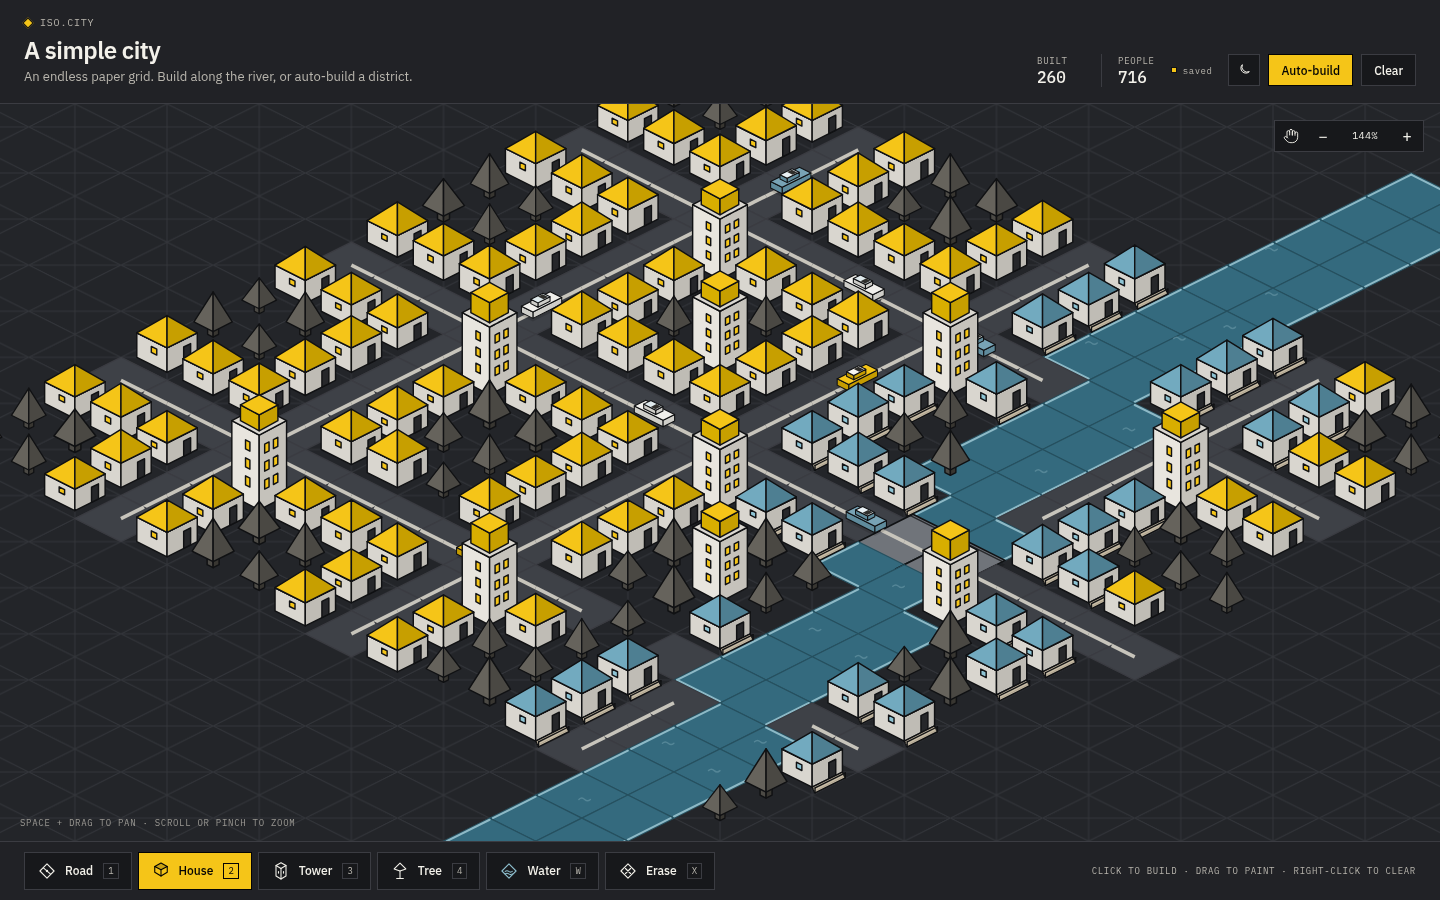 ISO.CITY
A simple city
An endless paper grid. Build along the river, or auto-build a district.
BUILT
260
PEOPLE
716
saved
Auto-build
Clear
144%
SPACE + DRAG TO PAN · SCROLL OR PINCH TO ZOOM
Road 1
House 2
Tower 3
Tree 4
Water W
Erase X
CLICK TO BUILD · DRAG TO PAINT · RIGHT-CLICK TO CLEAR